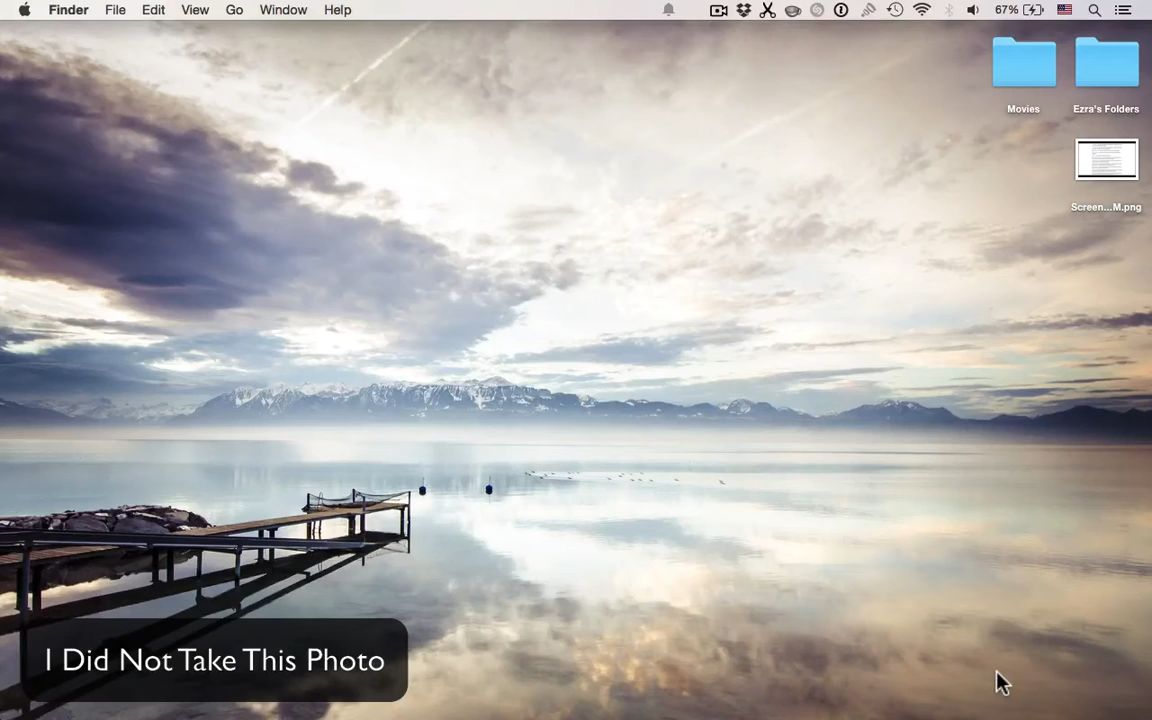 Finder File Edit View Go Window Help 67%
Movies Ezra's Folders
Screen...M.png
I Did Not Take This Photo